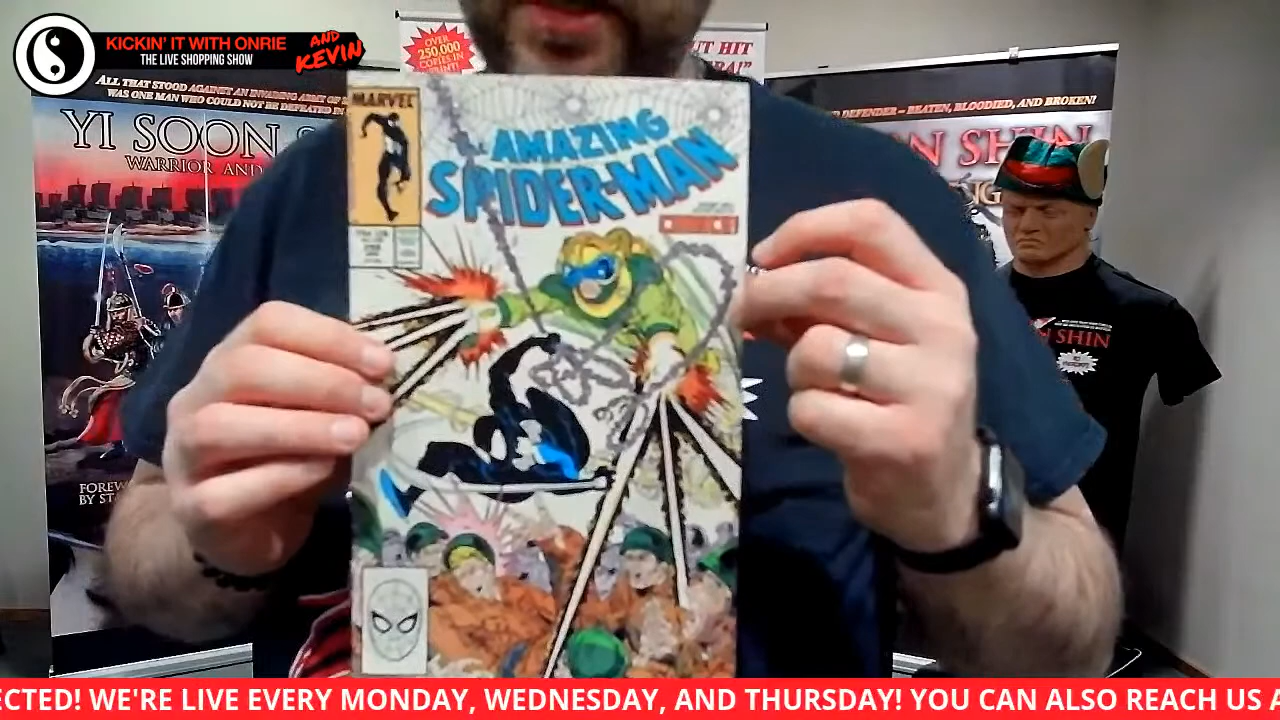 KICKIN' IT WITH ONRIE
AND
KEVIN
THE LIVE SHOPPING SHOW
OVER
250,000
COPIES IN
PRINT!
UT HIT
RA!"
ALL THAT STOOD AGAINST AN INVADING ARMY OF
WAS ONE MAN WHO COULD NOT BE DEFEATED IN
YI SOON S
WARRIOR AND
FOREW
BY ST
DEFENDER – BEATEN, BLOODIED, AND BROKEN!
N SHIN
NG
MARVEL
THE AMAZING
SPIDER-MAN
N SHIN
ECTED! WE'RE LIVE EVERY MONDAY, WEDNESDAY, AND THURSDAY! YOU CAN ALSO REACH US A